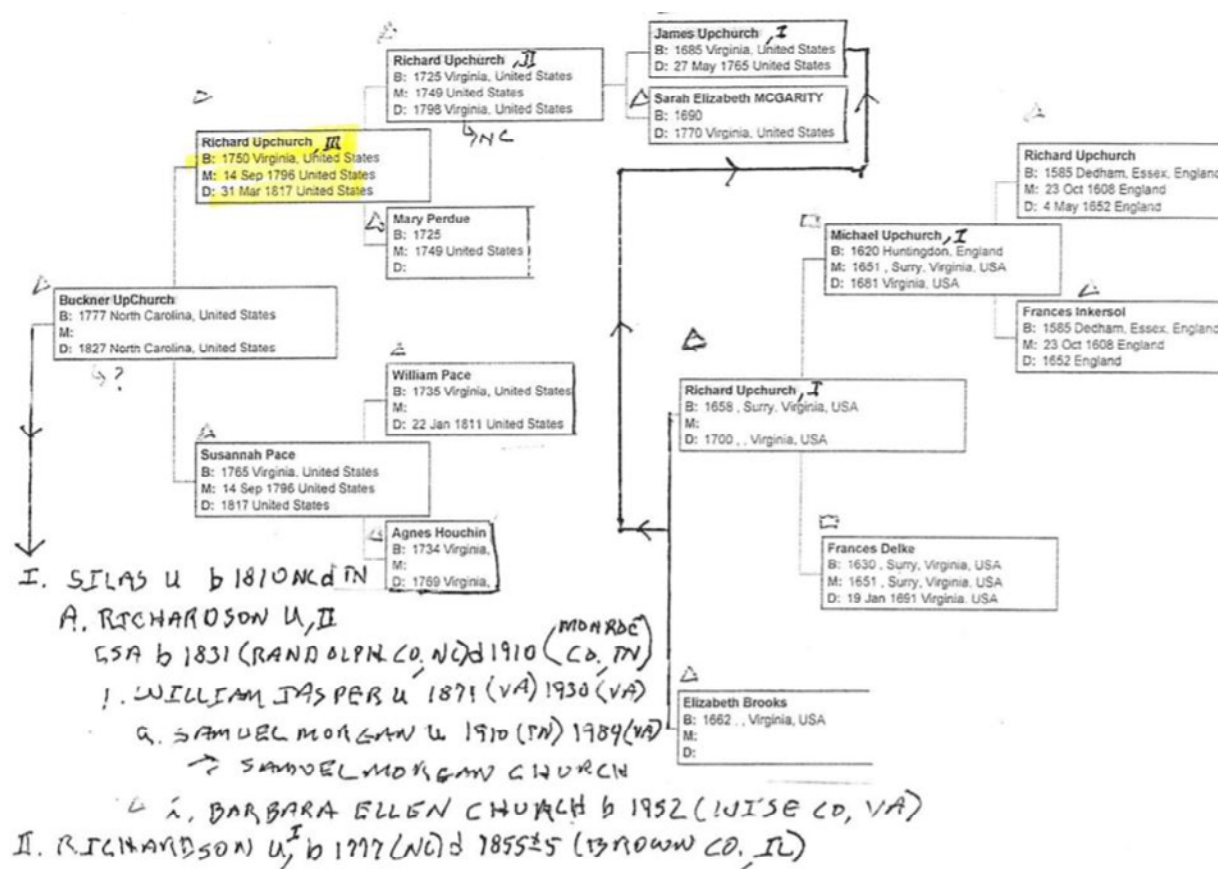 James Upchurch, I
B: 1685 Virginia, United States
D: 27 May 1765 United States
Sarah Elizabeth MCGARITY
B: 1690
D: 1770 Virginia, United States
Richard Upchurch, II
B: 1725 Virginia, United States
M: 1749 United States
D: 1798 Virginia, United States
↳ NC
Richard Upchurch, III
B: 1750 Virginia, United States
M: 14 Sep 1796 United States
D: 31 Mar 1817 United States
Mary Perdue
B: 1725
M: 1749 United States
D:
Buckner UpChurch
B: 1777 North Carolina, United States
M:
D: 1827 North Carolina, United States
↳ ?
William Pace
B: 1735 Virginia, United States
M:
D: 22 Jan 1811 United States
Susannah Pace
B: 1765 Virginia, United States
M: 14 Sep 1796 United States
D: 1817 United States
Agnes Houchin
B: 1734 Virginia,
M:
D: 1769 Virginia,
Richard Upchurch
B: 1585 Dedham, Essex, England
M: 23 Oct 1608 England
D: 4 May 1652 England
Michael Upchurch, I
B: 1620 Huntingdon, England
M: 1651 , Surry, Virginia, USA
D: 1681 Virginia, USA
Frances Inkersol
B: 1585 Dedham, Essex, England
M: 23 Oct 1608 England
D: 1652 England
Richard Upchurch, I
B: 1658 , Surry, Virginia, USA
M:
D: 1700 , , Virginia, USA
Frances Delke
B: 1630 , Surry, Virginia, USA
M: 1651 , Surry, Virginia, USA
D: 19 Jan 1691 Virginia, USA
Elizabeth Brooks
B: 1662 , , Virginia, USA
M:
D:
I. SILAS U b 1810 NC d TN
A. RICHARDSON U, II
CSA b 1831 (RANDOLPH CO, NC) d 1910 (MONROE CO, TN)
1. WILLIAM JASPER U 1871 (VA) 1930 (VA)
a. SAMUEL MORGAN U 1910 (TN) 1989 (VA)
→ SAMUEL MORGAN CHURCH
i. BARBARA ELLEN CHURCH b 1952 (WISE CO, VA)
II. RICHARDSON U, I b 1777 (NC) d 1855±5 (BROWN CO, IL)